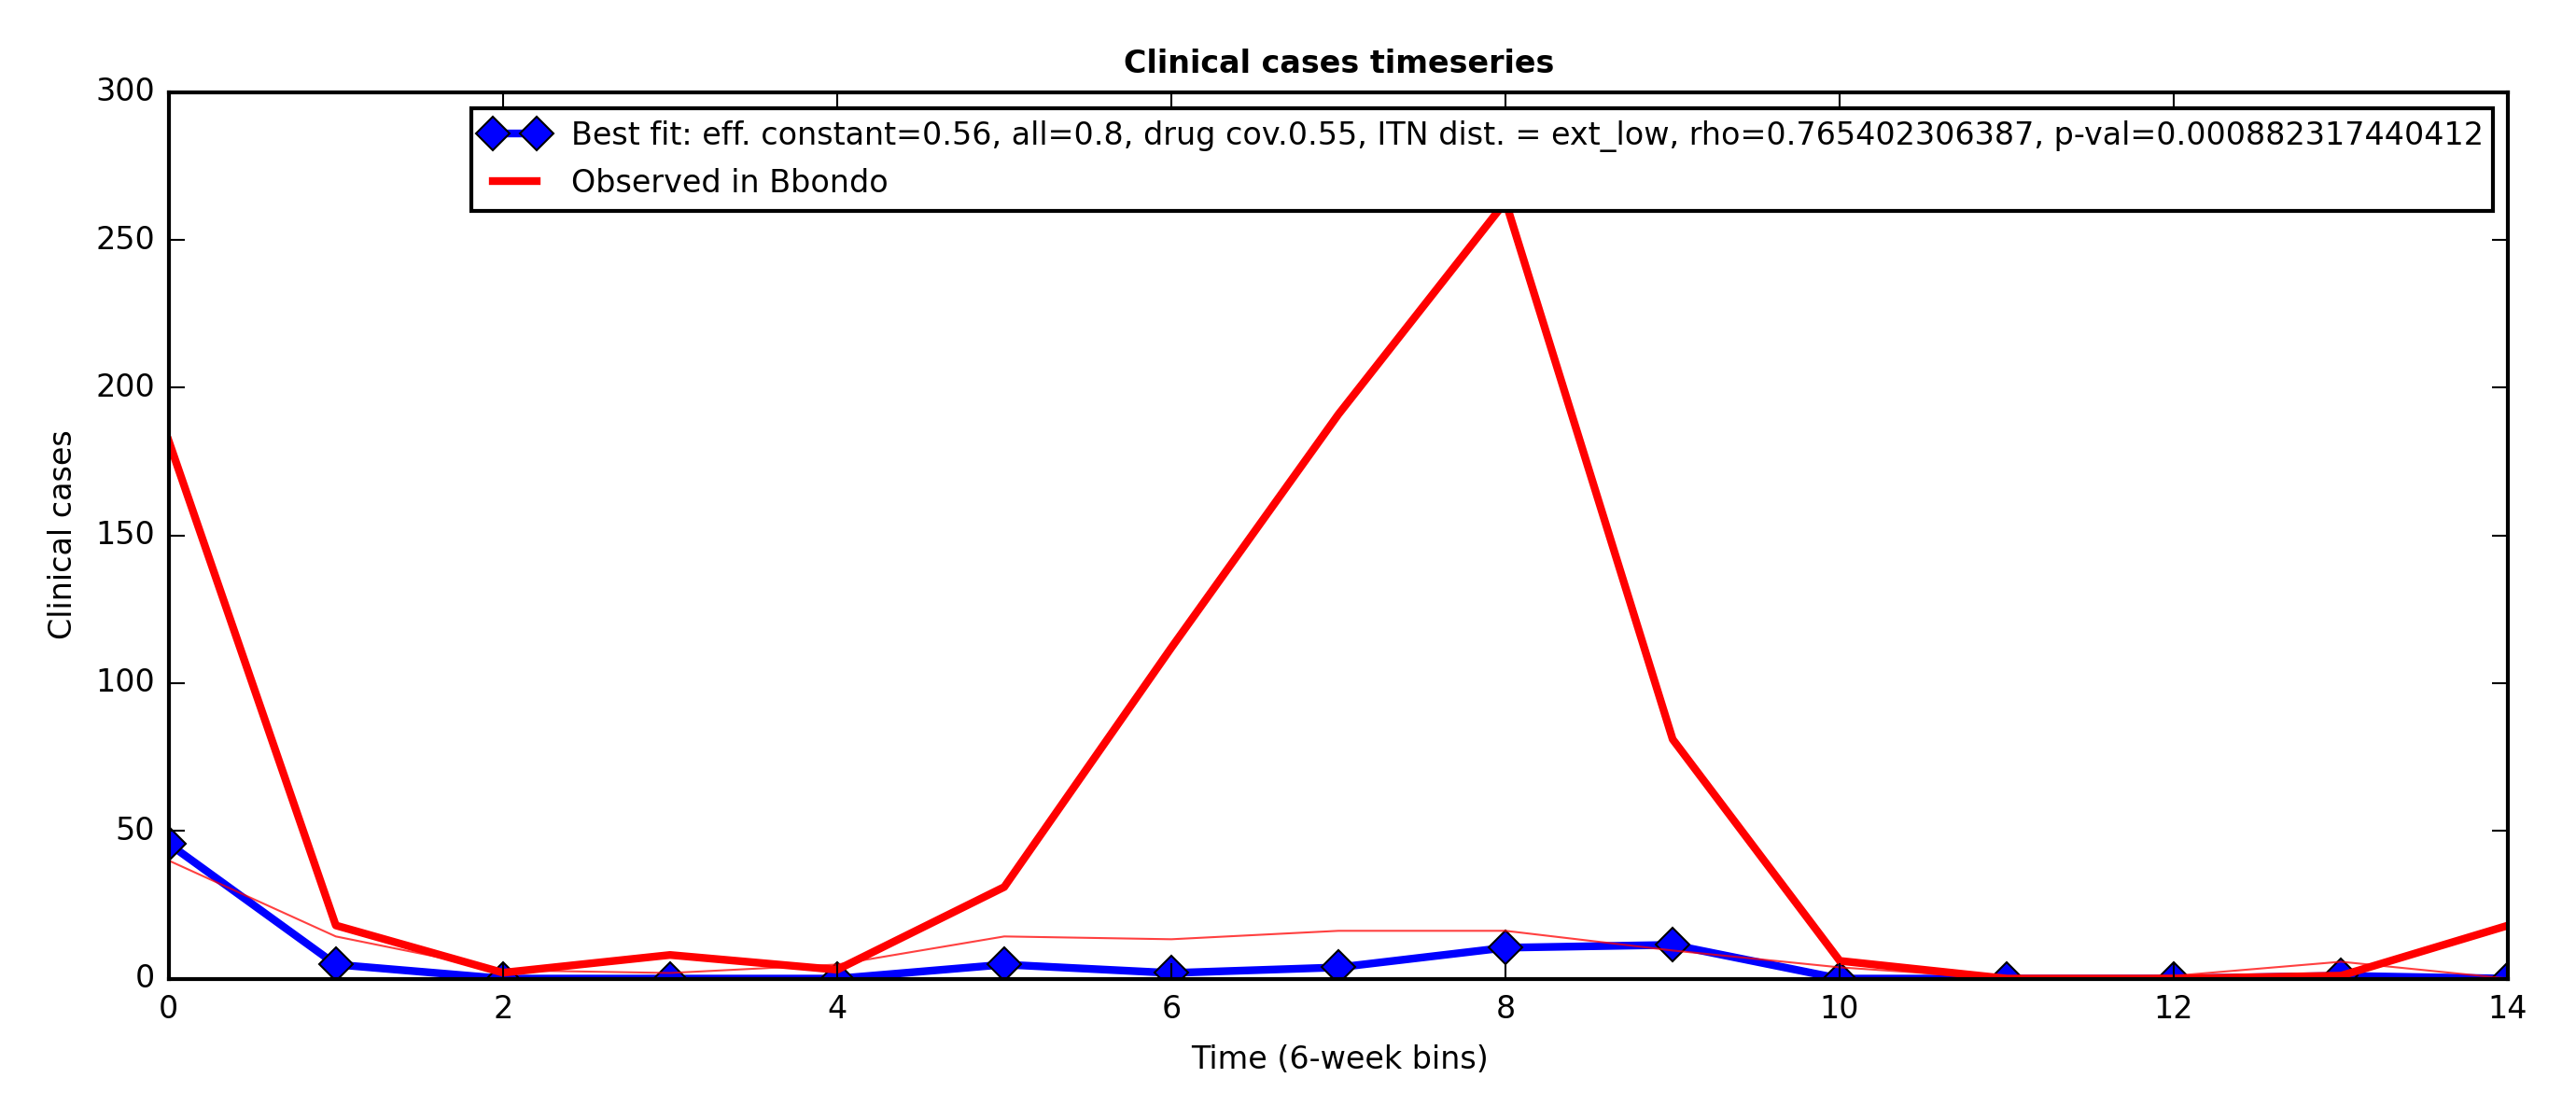 Clinical cases timeseries
Best fit: eff. constant=0.56, all=0.8, drug cov.0.55, ITN dist. = ext_low, rho=0.765402306387, p-val=0.000882317440412
Observed in Bbondo
300
250
200
150
100
50
0
Clinical cases
0 2 4 6 8 10 12 14
Time (6-week bins)